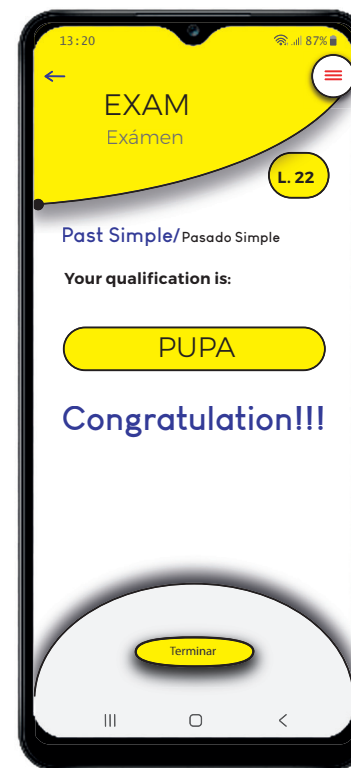 13:20 87%
EXAM
Exámen
L. 22
Past Simple/Pasado Simple
Your qualification is:
PUPA
Congratulation!!!
Terminar